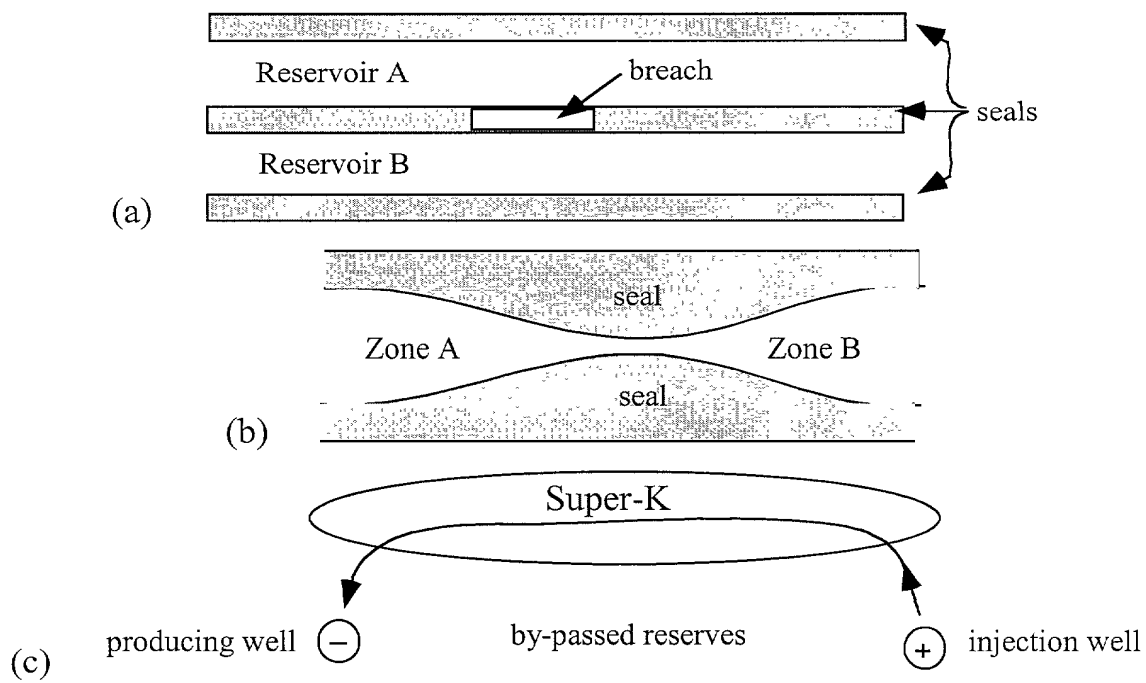 Reservoir A
breach
seals
Reservoir B
(a)
seal
Zone A
Zone B
seal
(b)
Super-K
producing well
−
by-passed reserves
+
injection well
(c)